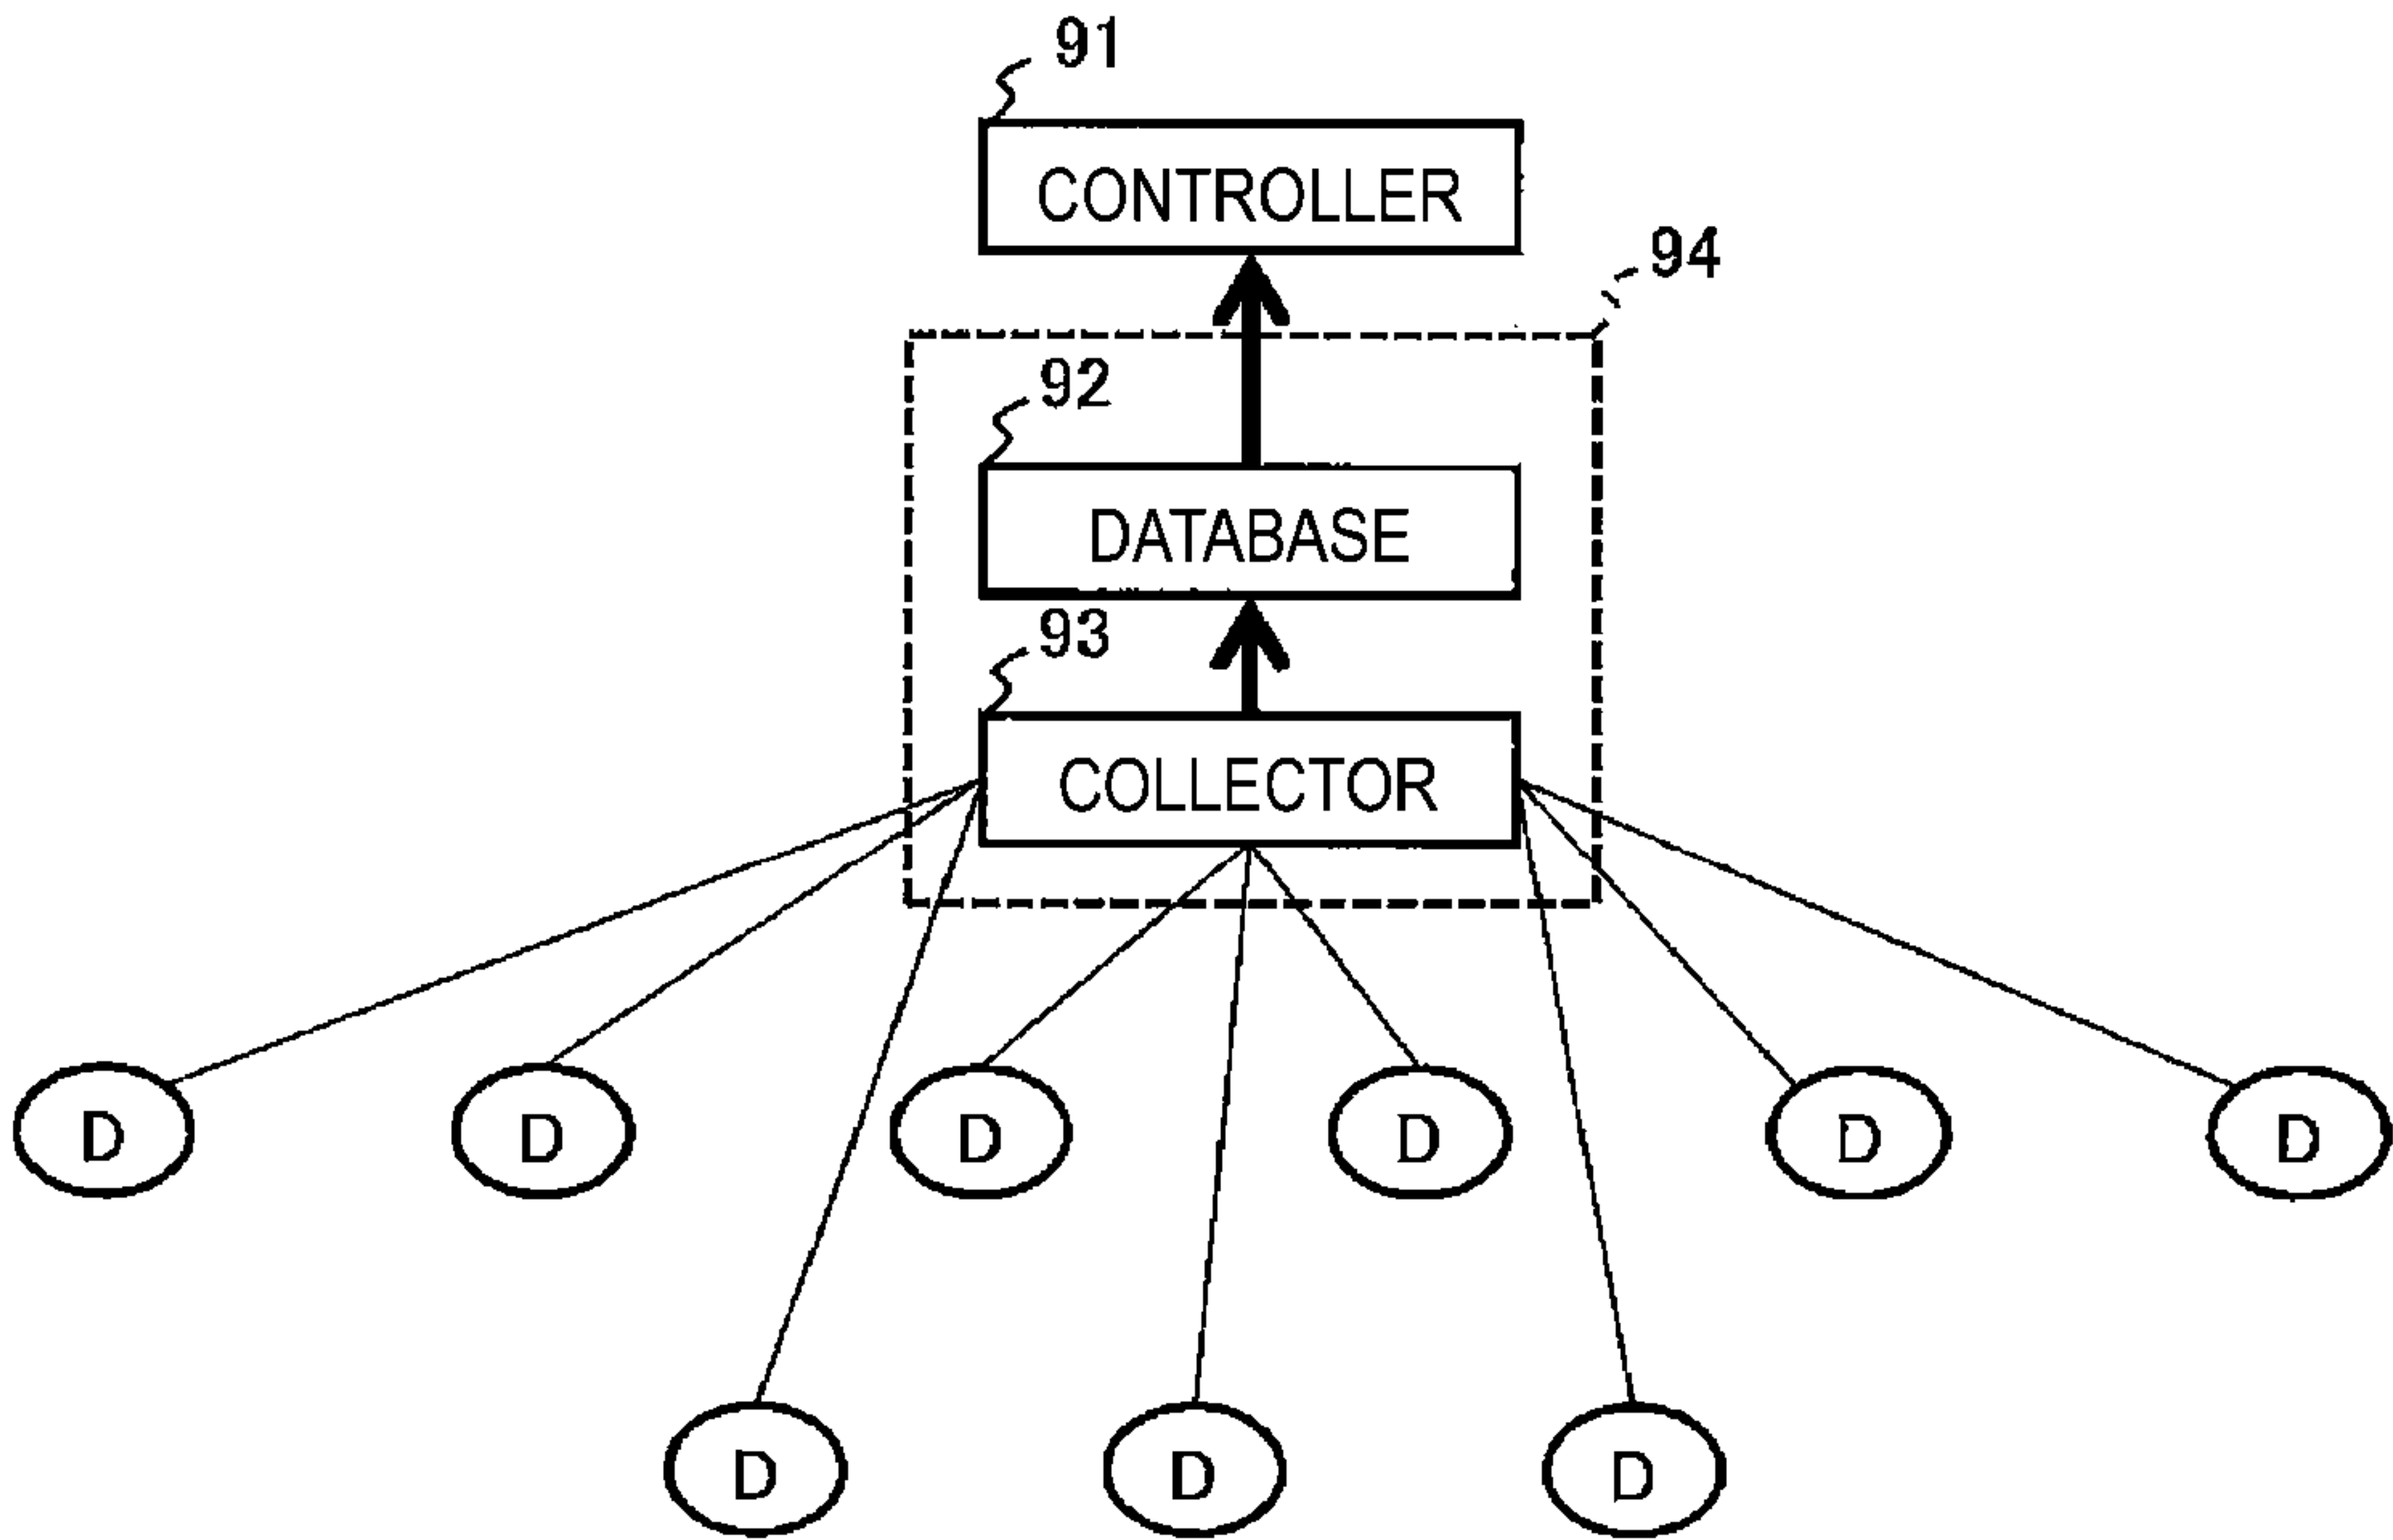 91
CONTROLLER
94
92
DATABASE
93
COLLECTOR
D D D D D D
D D D